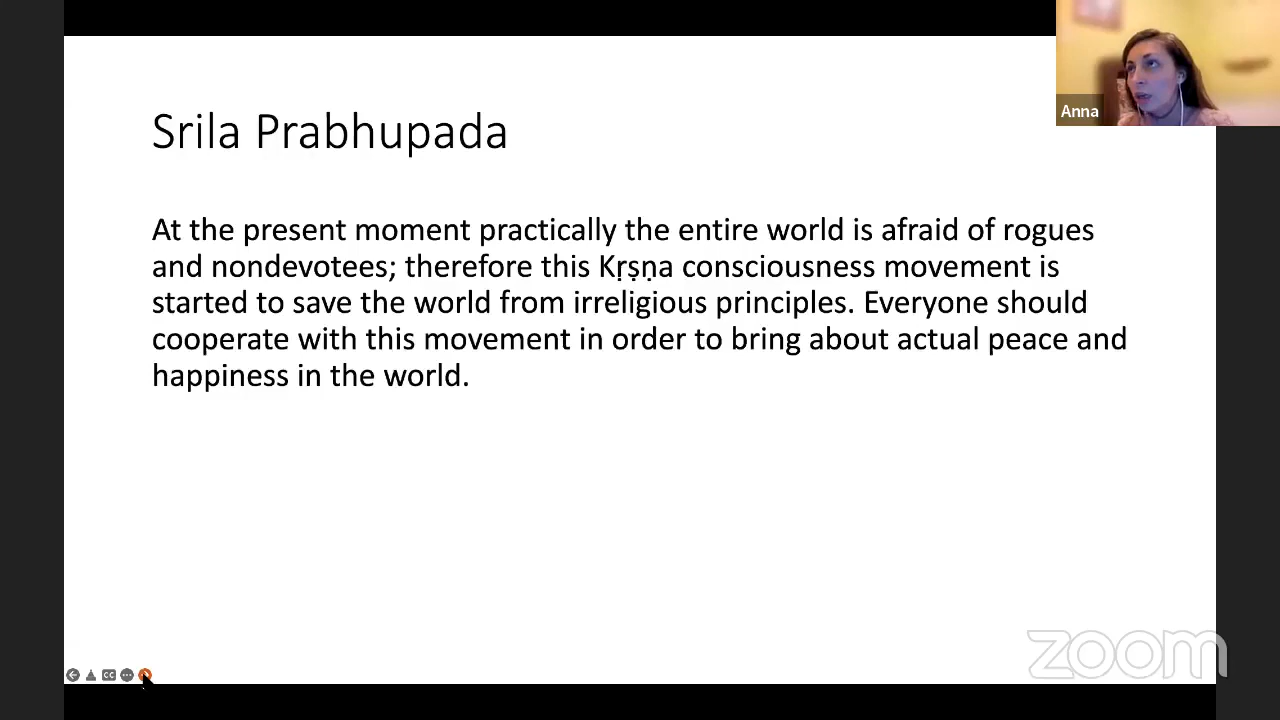 Anna
Srila Prabhupada
At the present moment practically the entire world is afraid of rogues
and nondevotees; therefore this Kṛṣṇa consciousness movement is
started to save the world from irreligious principles. Everyone should
cooperate with this movement in order to bring about actual peace and
happiness in the world.
CC
zoom